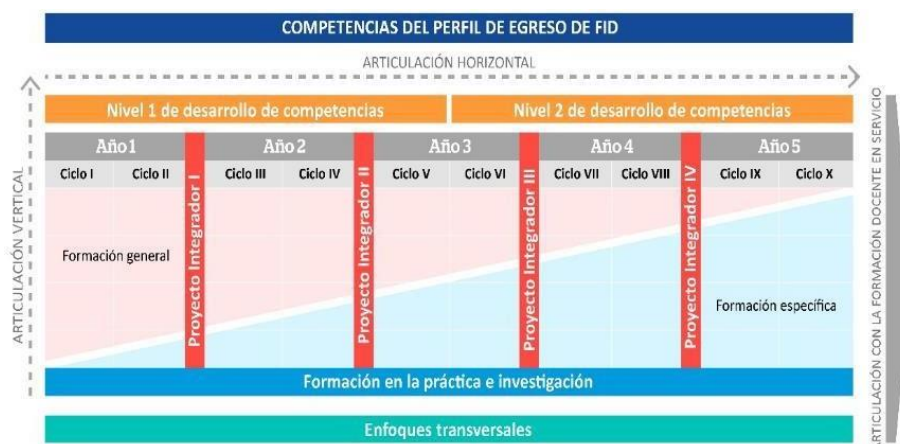 COMPETENCIAS DEL PERFIL DE EGRESO DE FID
ARTICULACIÓN HORIZONTAL
Nivel 1 de desarrollo de competencias
Nivel 2 de desarrollo de competencias
Año 1
Año 2
Año 3
Año 4
Año 5
Ciclo I
Ciclo II
Ciclo III
Ciclo IV
Ciclo V
Ciclo VI
Ciclo VII
Ciclo VIII
Ciclo IX
Ciclo X
ARTICULACIÓN VERTICAL
Formación general
Proyecto Integrador I
Proyecto Integrador II
Proyecto Integrador III
Proyecto Integrador IV
Formación específica
ARTICULACIÓN CON LA FORMACIÓN DOCENTE EN SERVICIO
Formación en la práctica e investigación
Enfoques transversales